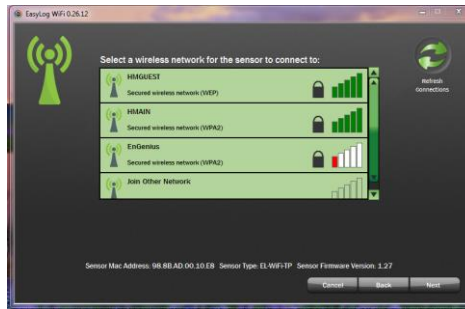 EasyLog WiFi 0.26.12
Select a wireless network for the sensor to connect to:
HMGUEST
Secured wireless network (WEP)
HMAIN
Secured wireless network (WPA2)
EnGenius
Secured wireless network (WPA2)
Join Other Network
Refresh
connections
Sensor Mac Address: 98.8B.AD.00.10.E8 Sensor Type: EL-WiFi-TP Sensor Firmware Version: 1.27
Cancel
Back
Next